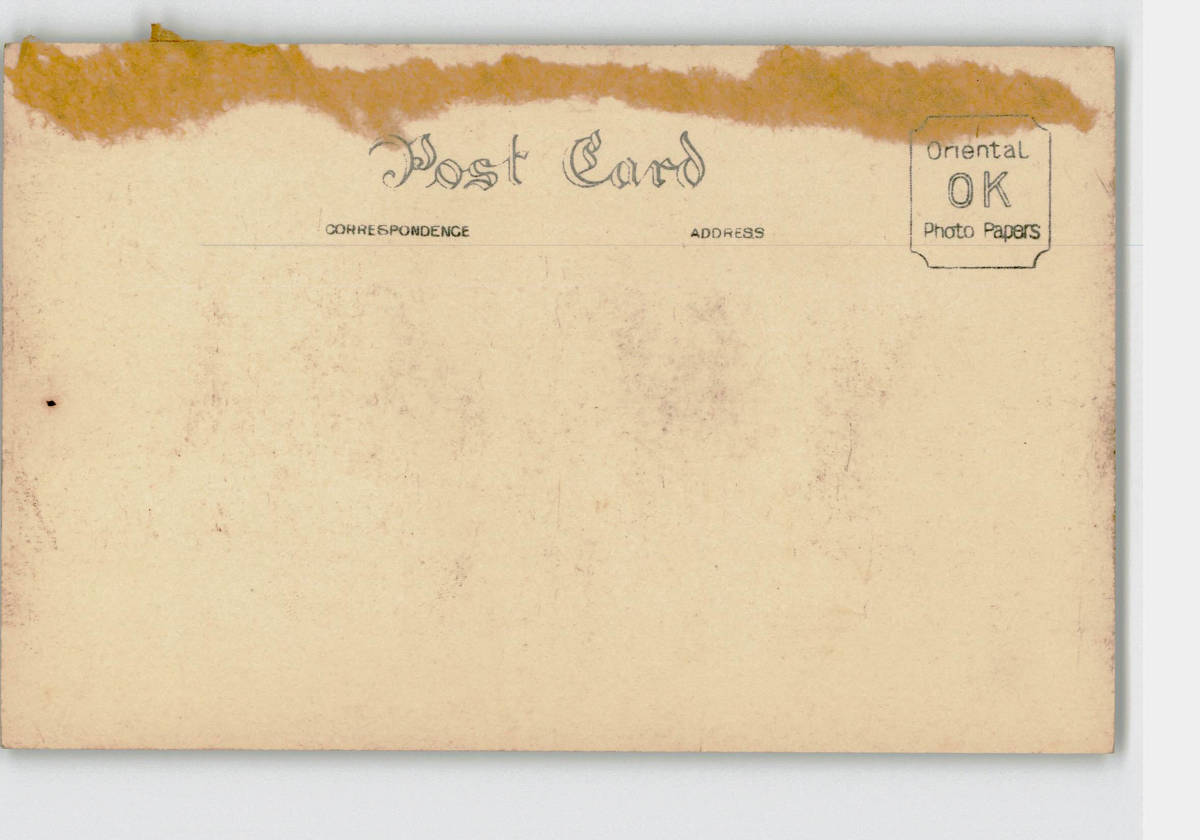 Post Card
CORRESPONDENCE
ADDRESS
Oriental
OK
Photo Papers